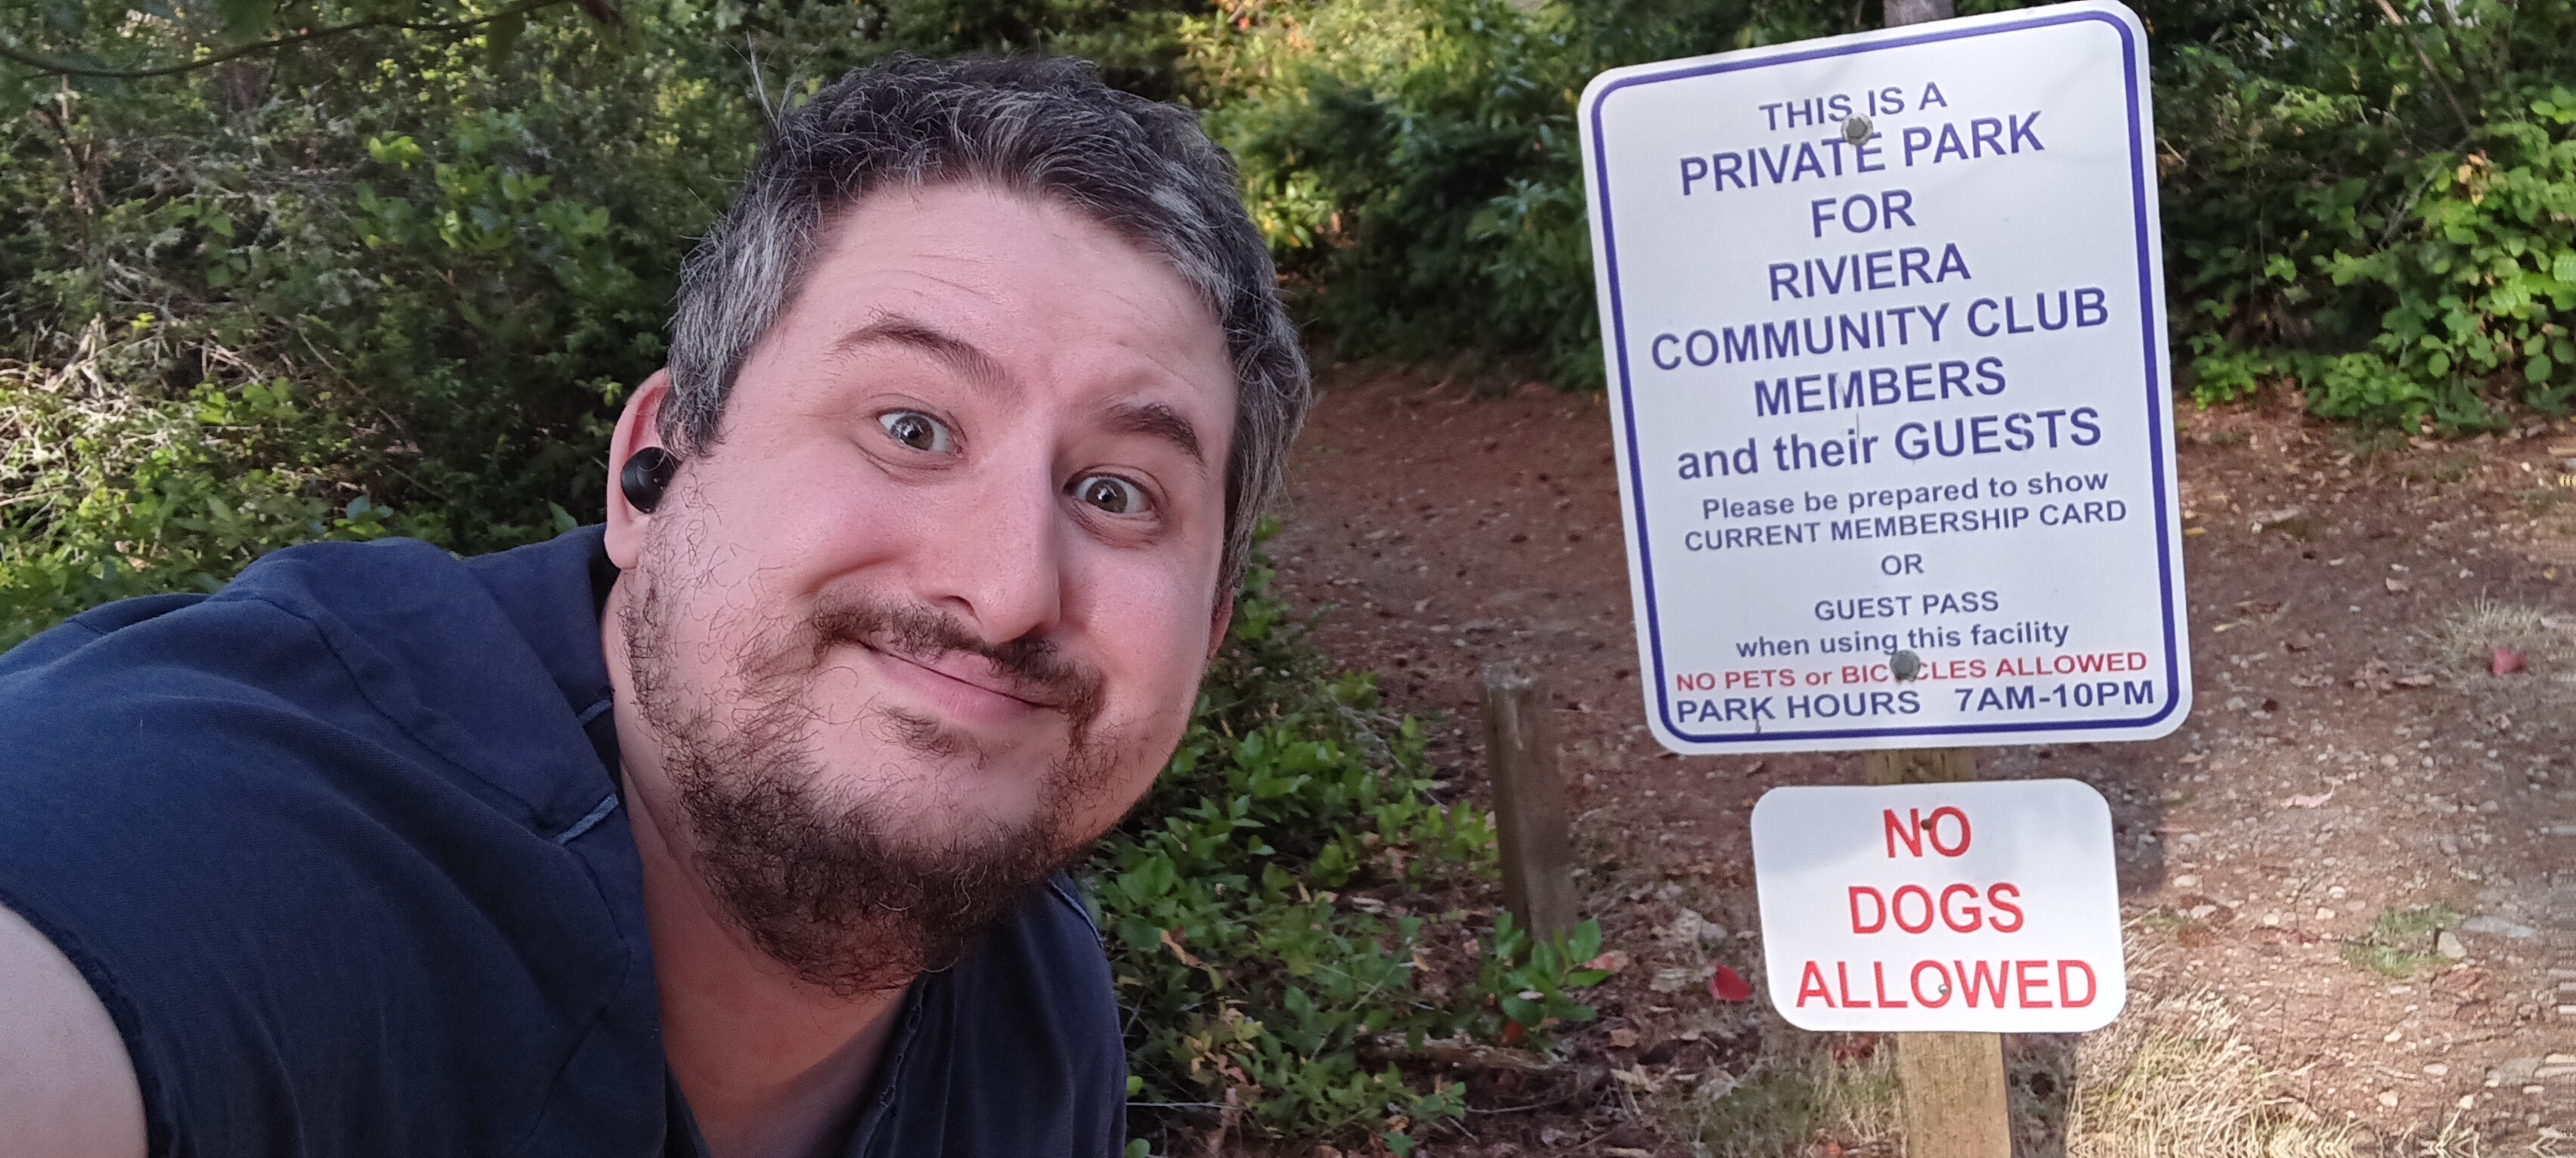 THIS IS A
PRIVATE PARK
FOR
RIVIERA
COMMUNITY CLUB
MEMBERS
and their GUESTS
Please be prepared to show
CURRENT MEMBERSHIP CARD
OR
GUEST PASS
when using this facility
NO PETS or BICYCLES ALLOWED
PARK HOURS 7AM-10PM
NO
DOGS
ALLOWED